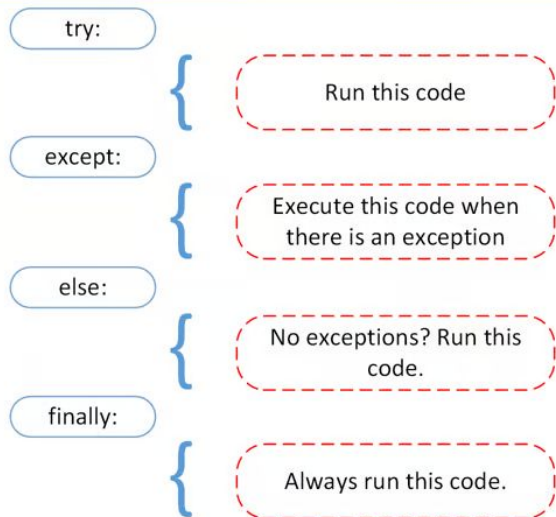 try:
Run this code
except:
Execute this code when
there is an exception
else:
No exceptions? Run this
code.
finally:
Always run this code.